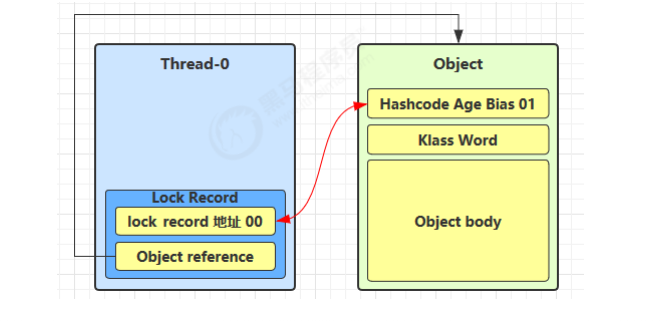 Thread-0
Lock Record
lock record 地址 00
Object reference
Object
Hashcode Age Bias 01
Klass Word
Object body